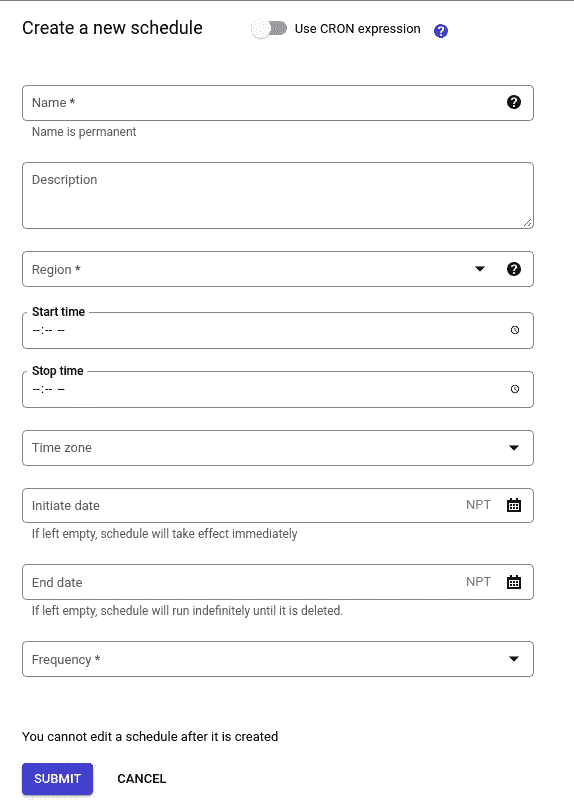 Create a new schedule Use CRON expression ?
Name * ?
Name is permanent
Description
Region * ?
Start time
--:-- --
Stop time
--:-- --
Time zone
Initiate date NPT
If left empty, schedule will take effect immediately
End date NPT
If left empty, schedule will run indefinitely until it is deleted.
Frequency *
You cannot edit a schedule after it is created
SUBMIT CANCEL